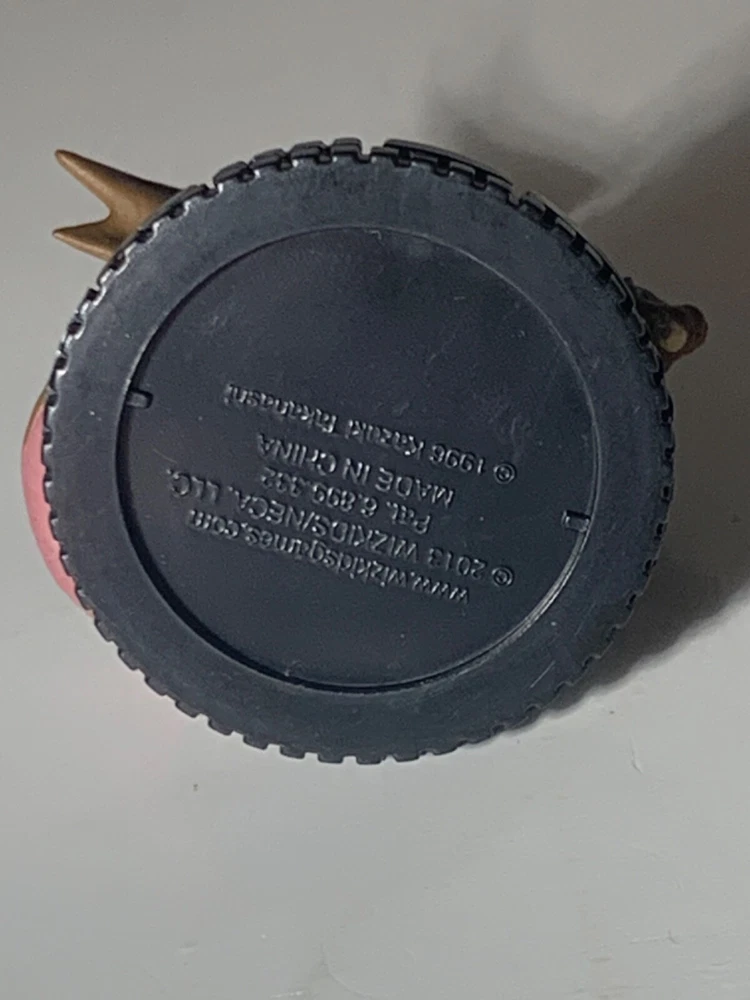 www.wizkidsgames.com
© 2013 WIZKIDS/NECA, LLC.
Pat. 6.899.332
MADE IN CHINA
© 1996 Kazuki Takahashi